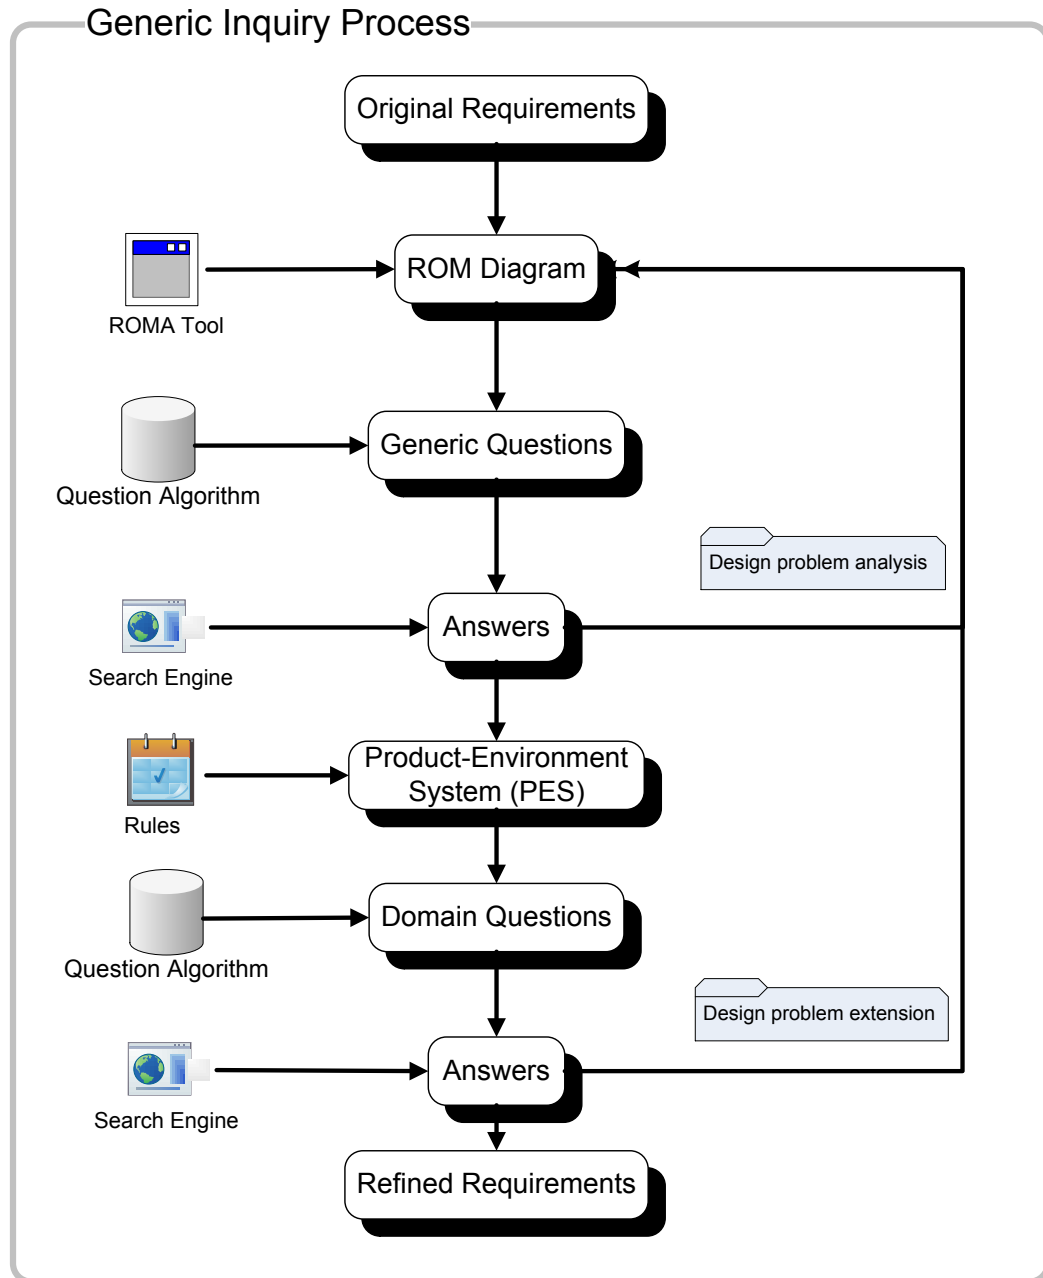 Generic Inquiry Process
Original Requirements
ROM Diagram
ROMA Tool
Generic Questions
Question Algorithm
Design problem analysis
Answers
Search Engine
Product-Environment
System (PES)
Rules
Domain Questions
Question Algorithm
Design problem extension
Answers
Search Engine
Refined Requirements